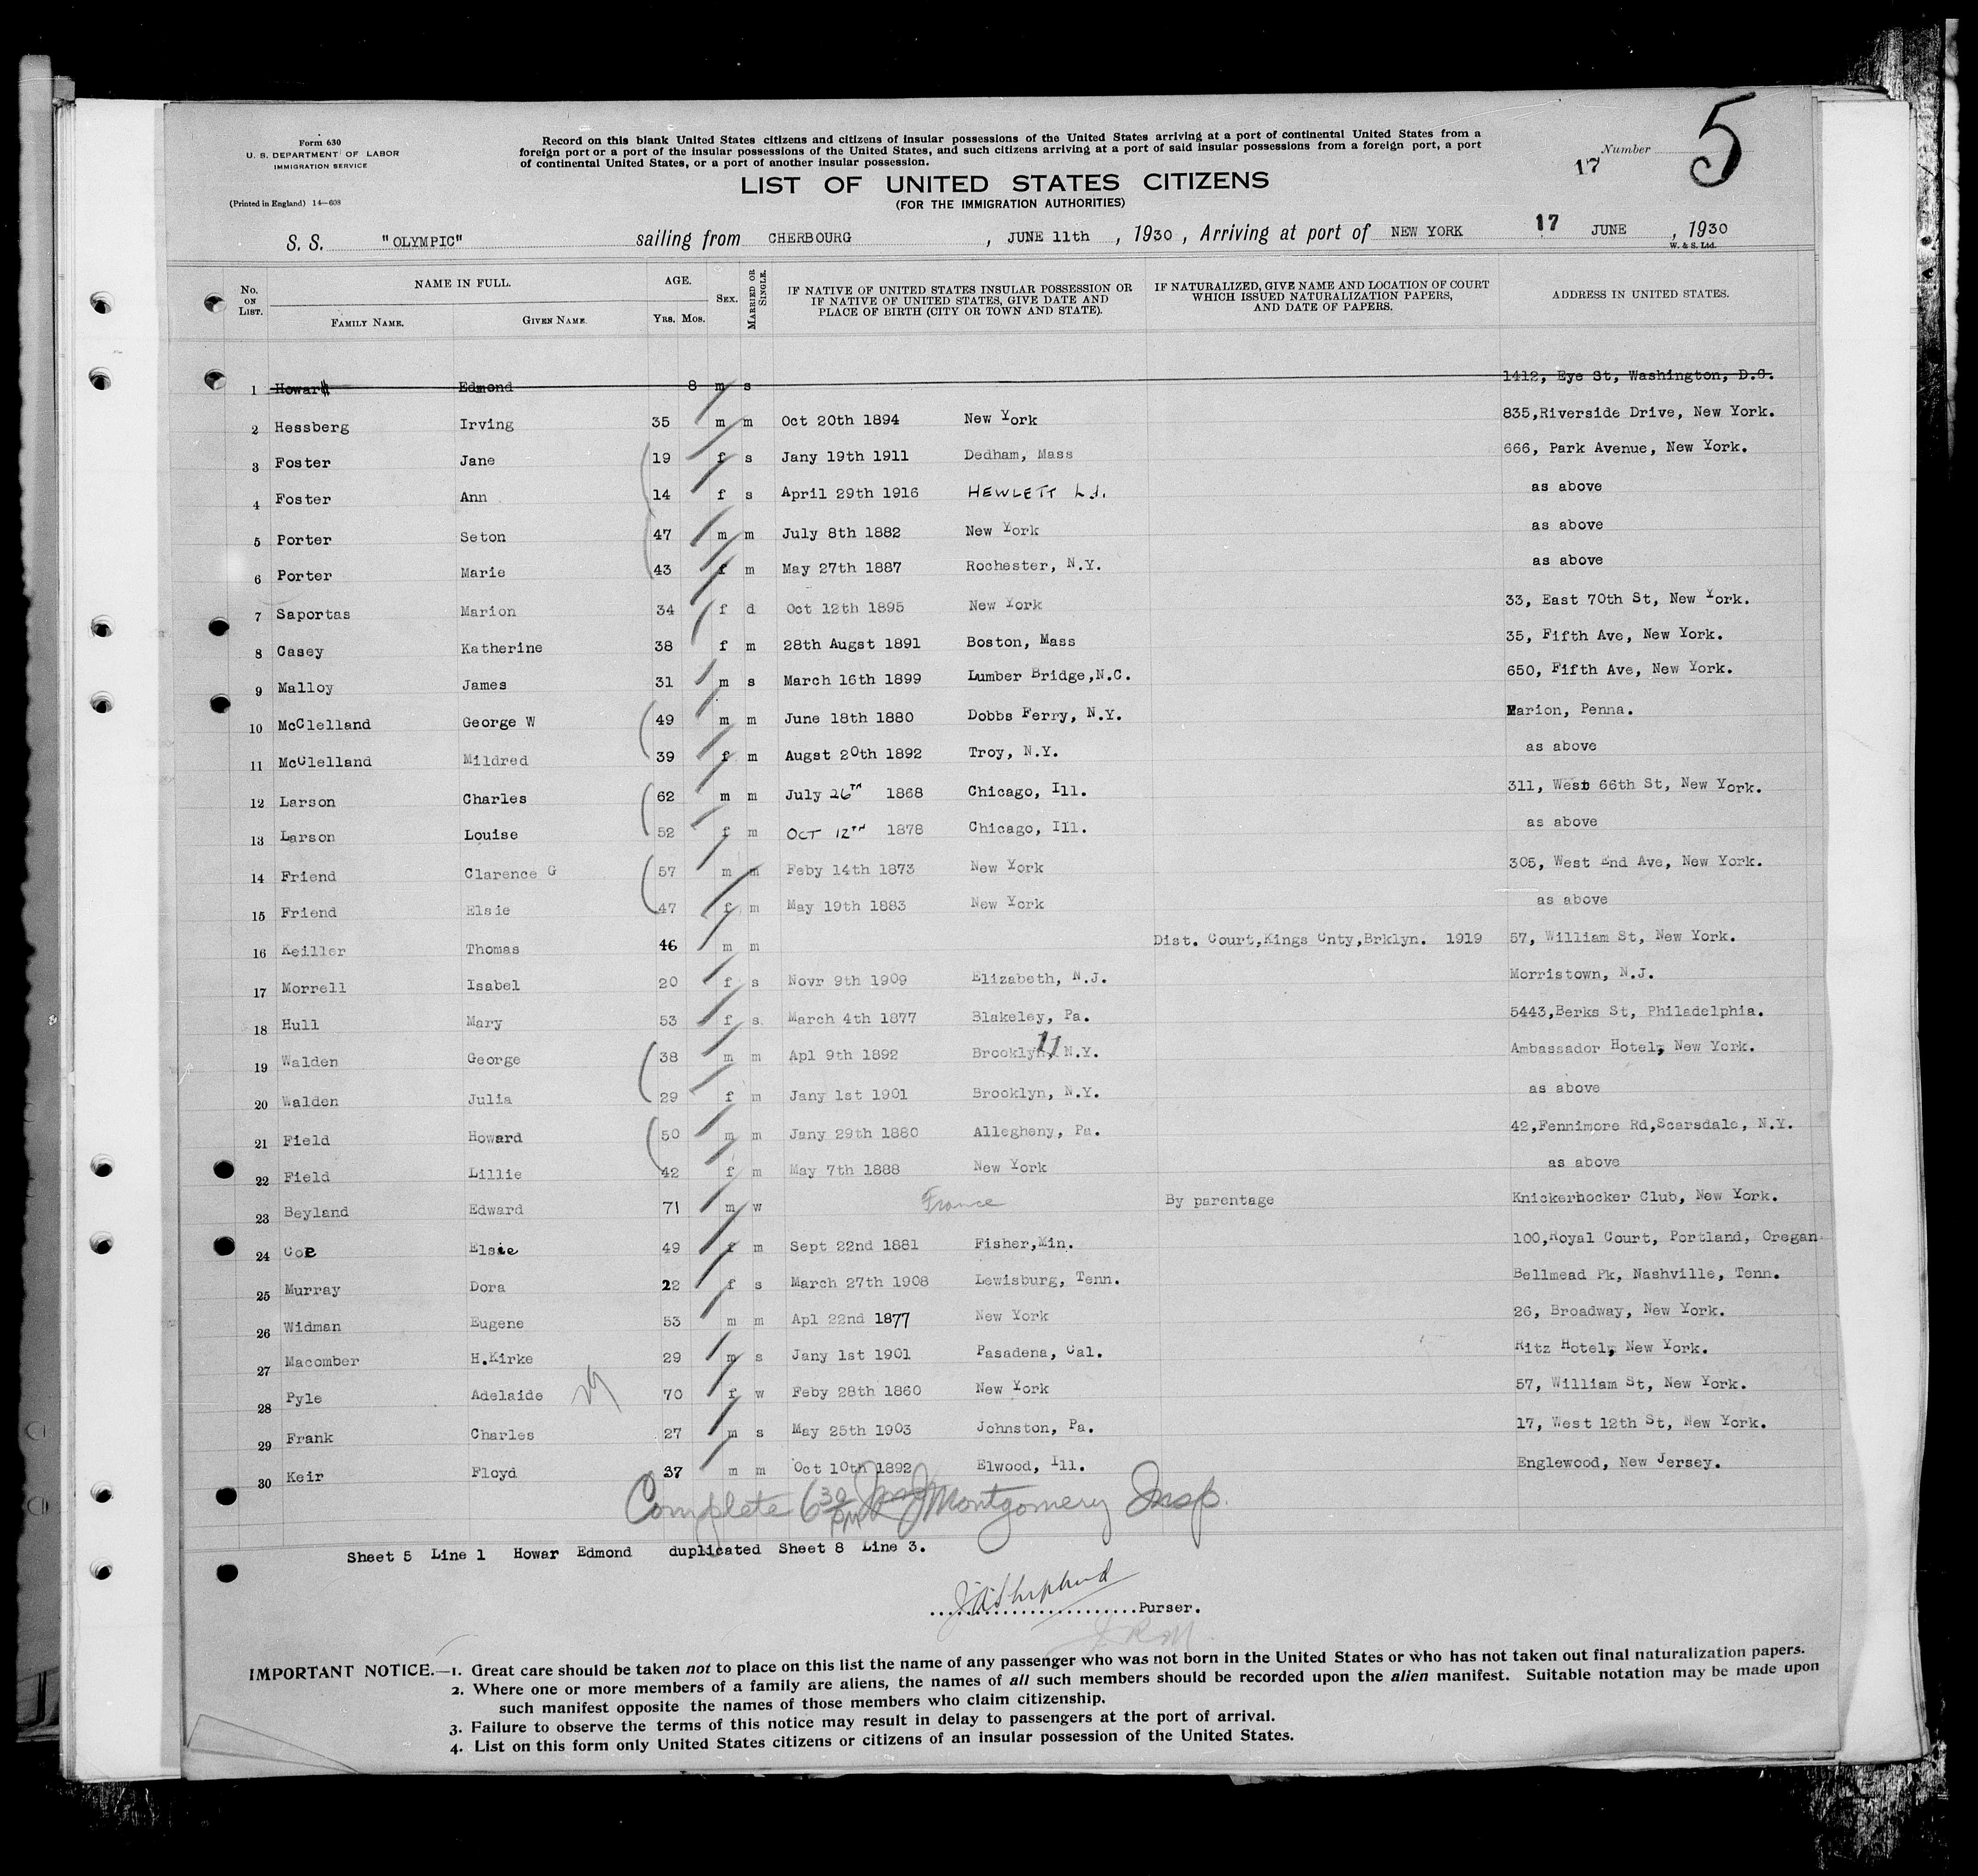 Form 630
U. S. DEPARTMENT OF LABOR
IMMIGRATION SERVICE
(Printed in England) 14—608
Record on this blank United States citizens and citizens of insular possessions of the United States arriving at a port of continental United States from a
foreign port or a port of the insular possessions of the United States, and such citizens arriving at a port of said insular possessions from a foreign port, a port
of continental United States, or a port of another insular possession.
Number 5
17
LIST OF UNITED STATES CITIZENS
(FOR THE IMMIGRATION AUTHORITIES)
S. S. "OLYMPIC" sailing from CHERBOURG , JUNE 11th , 1930 , Arriving at port of NEW YORK 17 JUNE , 1930
W. & S. Ltd.
No. ON LIST. NAME IN FULL. FAMILY NAME. GIVEN NAME. AGE. YRS. MOS. SEX. MARRIED OR SINGLE. IF NATIVE OF UNITED STATES INSULAR POSSESSION OR IF NATIVE OF UNITED STATES, GIVE DATE AND PLACE OF BIRTH (CITY OR TOWN AND STATE). IF NATURALIZED, GIVE NAME AND LOCATION OF COURT WHICH ISSUED NATURALIZATION PAPERS, AND DATE OF PAPERS. ADDRESS IN UNITED STATES.
1 Howar Edmond 8 m s 1412, Eye St, Washington, D.C.
2 Hessberg Irving 35 m m Oct 20th 1894 New York 835,Riverside Drive, New York.
3 Foster Jane 19 f s Jany 19th 1911 Dedham, Mass 666, Park Avenue, New York.
4 Foster Ann 14 f s April 29th 1916 HEWLETT L.I. as above
5 Porter Seton 47 m m July 8th 1882 New York as above
6 Porter Marie 43 f m May 27th 1887 Rochester, N.Y. as above
7 Saportas Marion 34 f d Oct 12th 1895 New York 33, East 70th St, New York.
8 Casey Katherine 38 f m 28th Augst 1891 Boston, Mass 35, Fifth Ave, New York.
9 Malloy James 31 m s March 16th 1899 Lumber Bridge,N.C. 650, Fifth Ave, New York.
10 McClelland George W 49 m m June 18th 1880 Dobbs Ferry, N.Y. Marion, Penna.
11 McClelland Mildred 39 f m Augst 20th 1892 Troy, N.Y. as above
12 Larson Charles 62 m m July 26TH 1868 Chicago, Ill. 311, West 66th St, New York.
13 Larson Louise 52 f m OCT 12TH 1878 Chicago, Ill. as above
14 Friend Clarence G 57 m m Feby 14th 1873 New York 305, West End Ave, New York.
15 Friend Elsie 47 f m May 19th 1883 New York as above
16 Keiller Thomas 46 m m Dist. Court,Kings Cnty,Brklyn. 1919 57, William St, New York.
17 Morrell Isabel 20 f s Novr 9th 1909 Elizabeth, N.J. Morristown, N.J.
18 Hull Mary 53 f s. March 4th 1877 Blakeley, Pa. 5443,Berks St, Philadelphia.
19 Walden George 38 m m Apl 9th 1892 Brooklyn, N.Y. 11 Ambassador Hotel, New York.
20 Walden Julia 29 f m Jany 1st 1901 Brooklyn, N.Y. as above
21 Field Howard 50 m m Jany 29th 1880 Allegheny, Pa. 42,Fennimore Rd,Scarsdale, N.Y.
22 Field Lillie 42 f m May 7th 1888 New York as above
23 Beyland Edward 71 m w France By parentage Knickerbocker Club, New York.
24 Coe Elsie 49 f m Sept 22nd 1881 Fisher,Min. 100,Royal Court, Portland, Oregan
25 Murray Dora 22 f s March 27th 1908 Lewisburg, Tenn. Bellmead Pk, Nashville, Tenn.
26 Widman Eugene 53 m m Apl 22nd 1877 New York 26, Broadway, New York.
27 Macomber H.Kirke 29 m s Jany 1st 1901 Pasadena, Cal. Ritz Hotel, New York.
28 Pyle Adelaide 70 f w Feby 28th 1860 New York 57, William St, New York.
29 Frank Charles 27 m s May 25th 1903 Johnston, Pa. 17, West 12th St, New York.
30 Keir Floyd 37 m m Oct 10th 1892 Elwood, Ill. Englewood, New Jersey.
Complete 6 30 PM Montgomery Insp.
Sheet 5 Line 1 Howar Edmond duplicated Sheet 8 Line 3.
Purser.
JRM
IMPORTANT NOTICE.—1. Great care should be taken not to place on this list the name of any passenger who was not born in the United States or who has not taken out final naturalization papers.
2. Where one or more members of a family are aliens, the names of all such members should be recorded upon the alien manifest. Suitable notation may be made upon
such manifest opposite the names of those members who claim citizenship.
3. Failure to observe the terms of this notice may result in delay to passengers at the port of arrival.
4. List on this form only United States citizens or citizens of an insular possession of the United States.